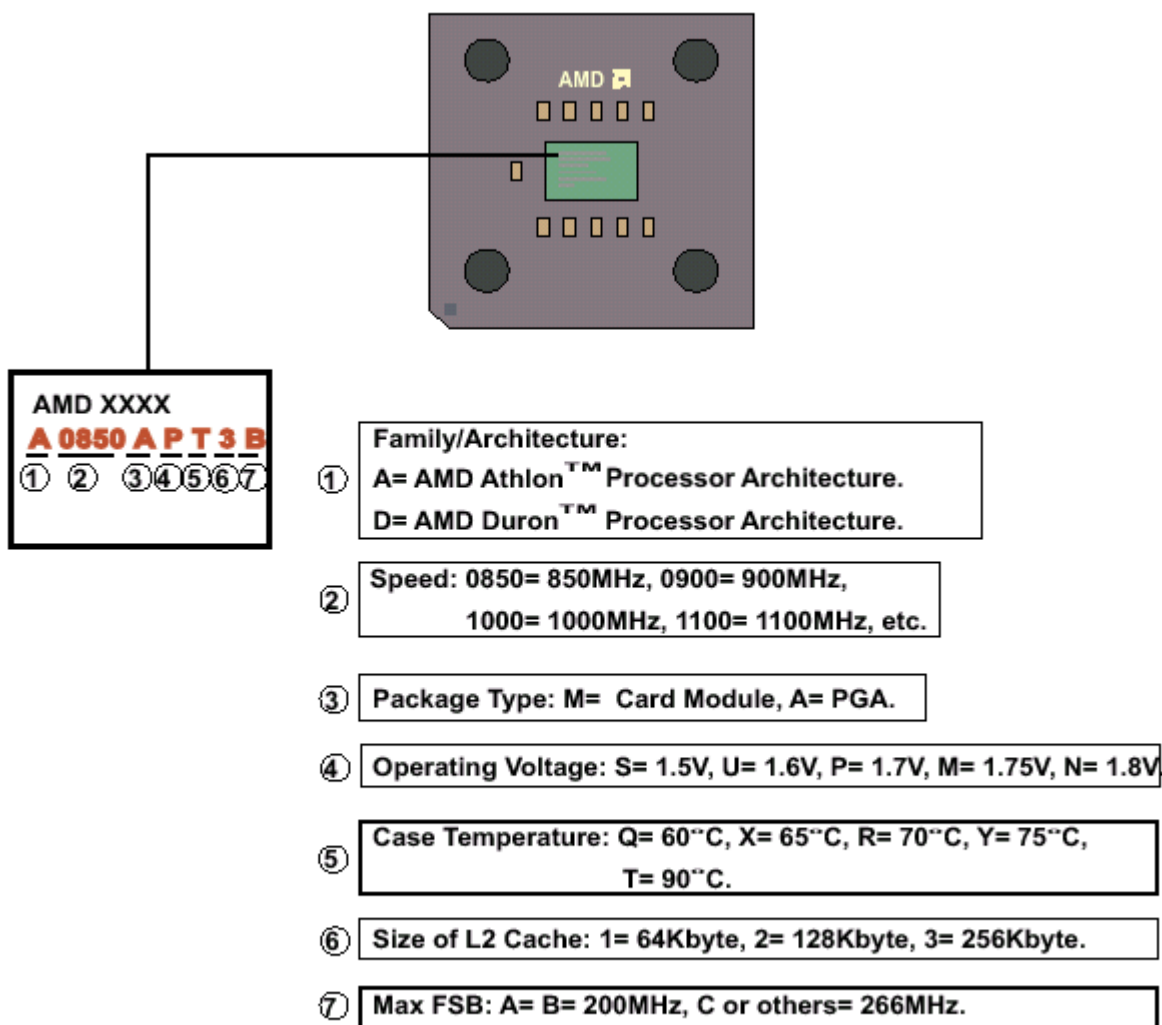 AMD
AMD XXXX
A 0850 A P T 3 B
① ② ③④⑤⑥⑦
① Family/Architecture:
A= AMD Athlon™ Processor Architecture.
D= AMD Duron™ Processor Architecture.
② Speed: 0850= 850MHz, 0900= 900MHz,
1000= 1000MHz, 1100= 1100MHz, etc.
③ Package Type: M= Card Module, A= PGA.
④ Operating Voltage: S= 1.5V, U= 1.6V, P= 1.7V, M= 1.75V, N= 1.8V.
⑤ Case Temperature: Q= 60°C, X= 65°C, R= 70°C, Y= 75°C,
T= 90°C.
⑥ Size of L2 Cache: 1= 64Kbyte, 2= 128Kbyte, 3= 256Kbyte.
⑦ Max FSB: A= B= 200MHz, C or others= 266MHz.